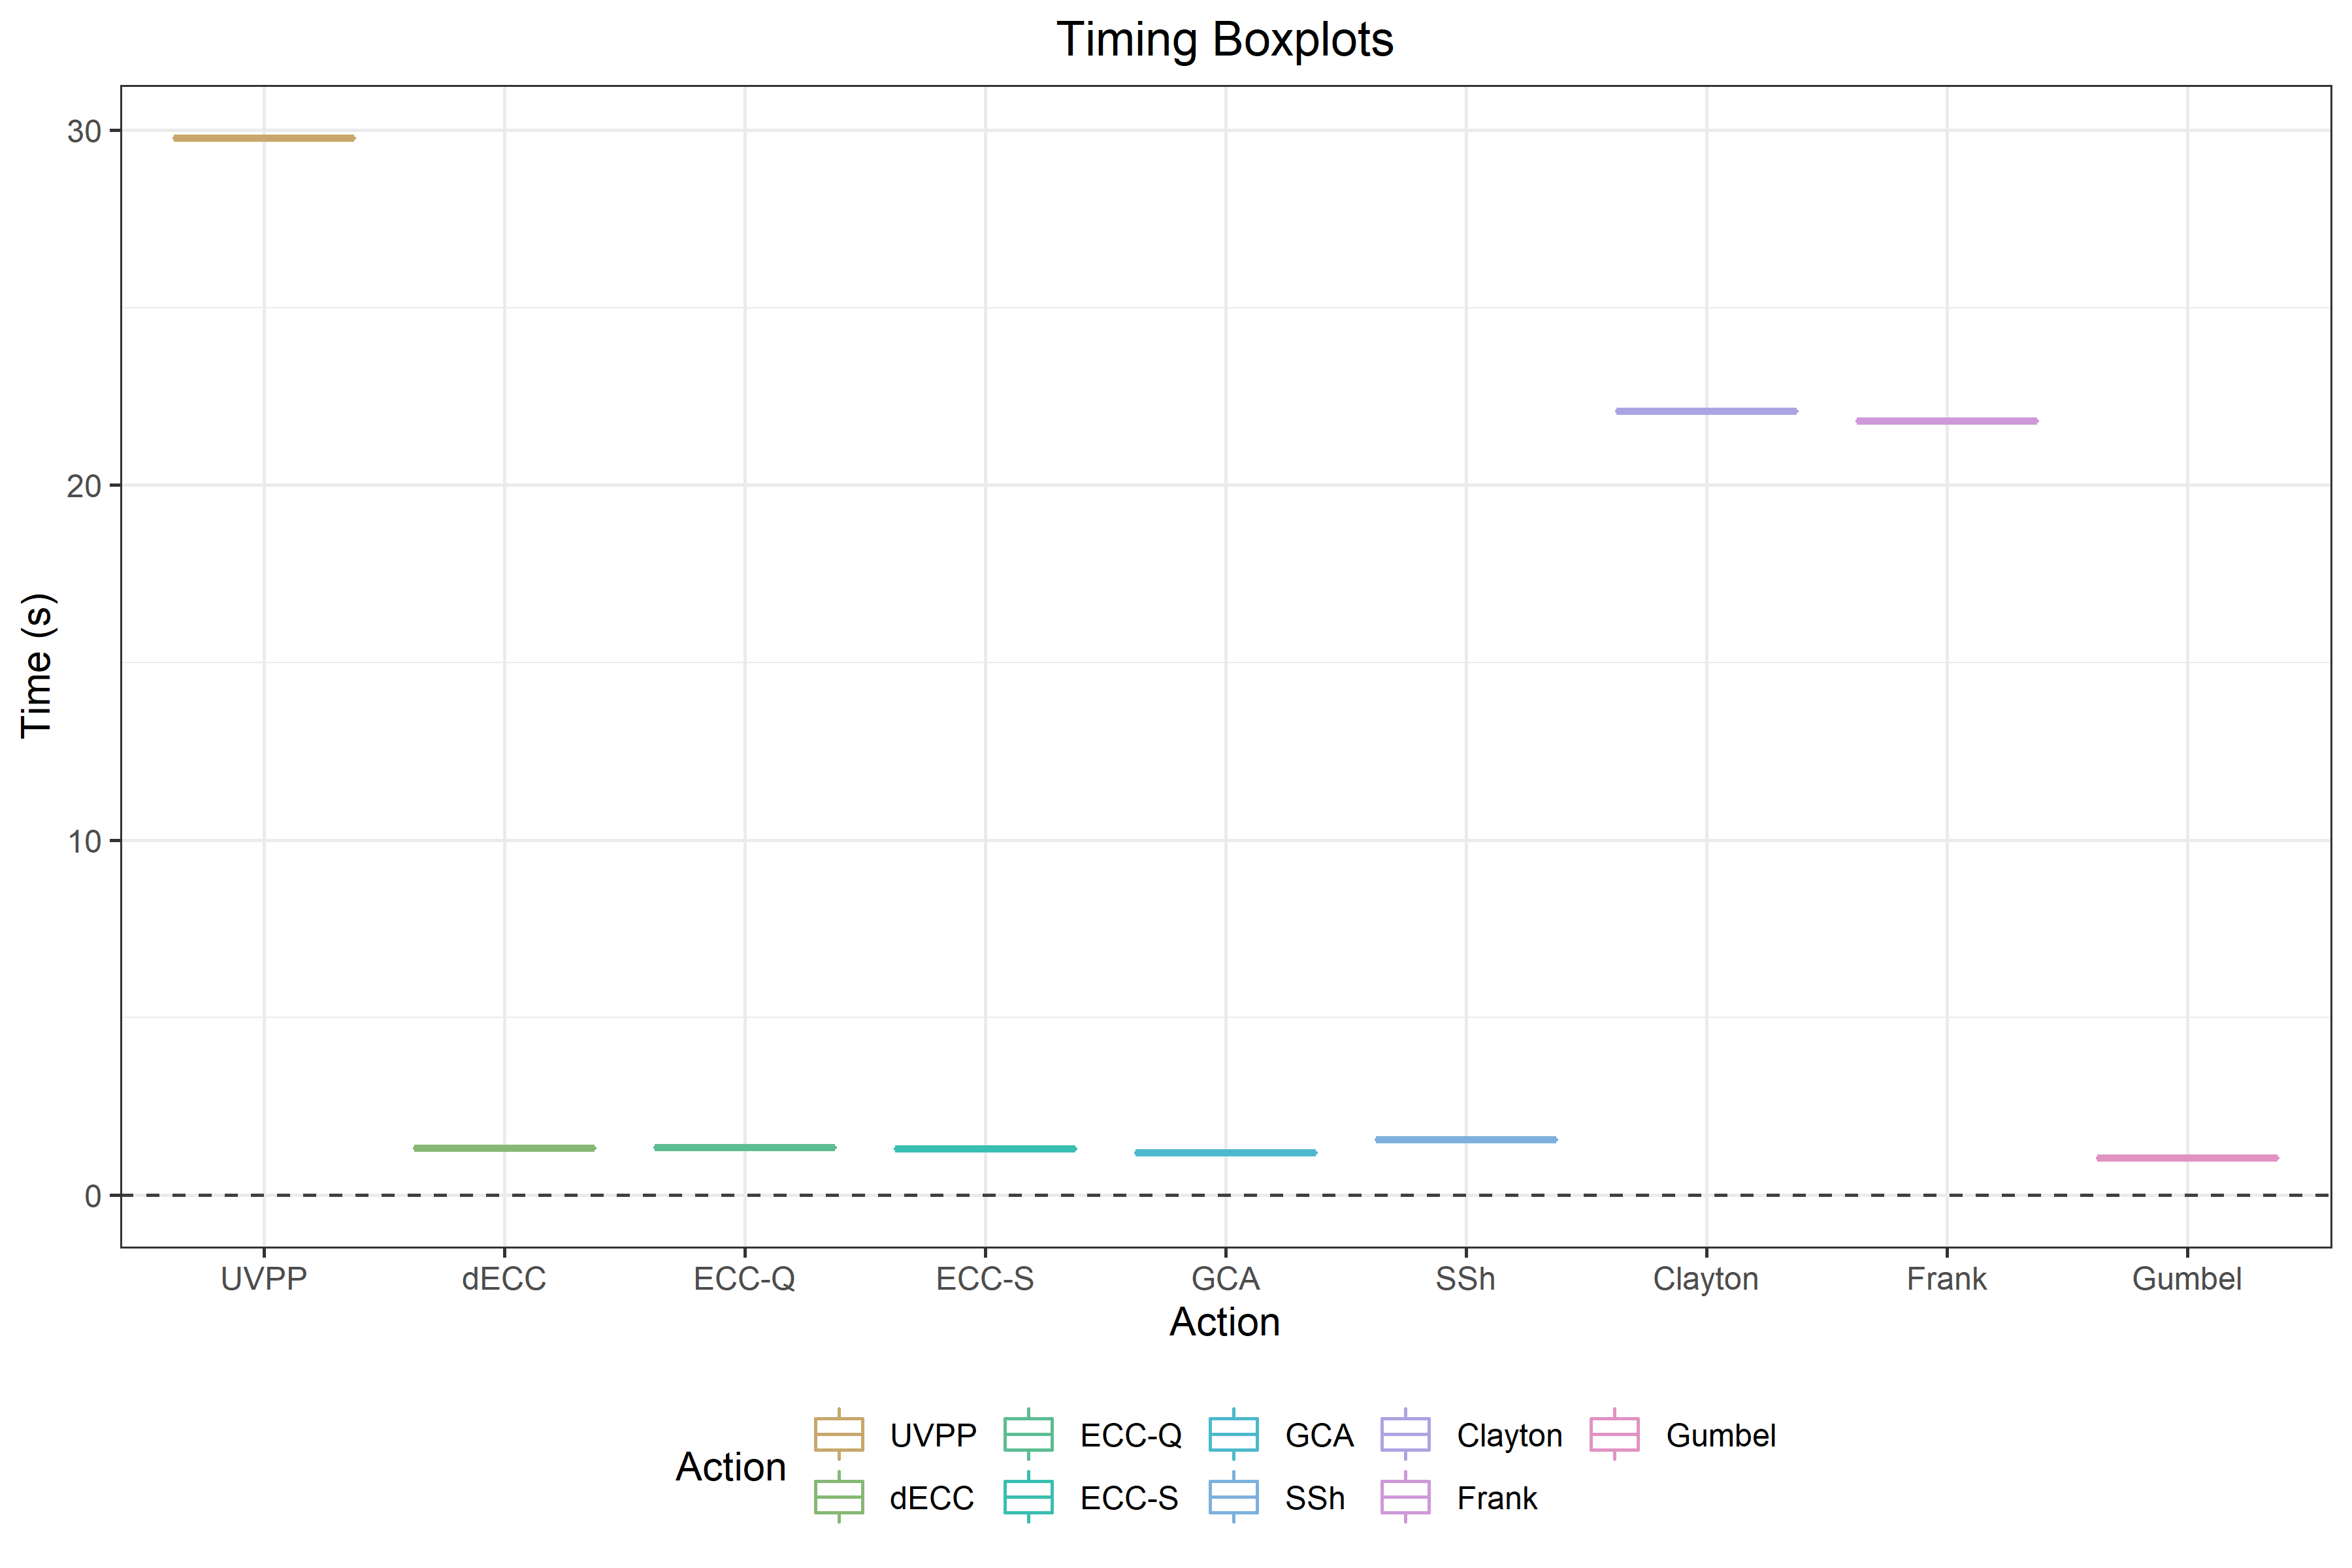 Timing Boxplots
30
20
10
0
Time (s)
UVPP dECC ECC-Q ECC-S GCA SSh Clayton Frank Gumbel
Action
Action
UVPP ECC-Q GCA Clayton Gumbel
dECC ECC-S SSh Frank